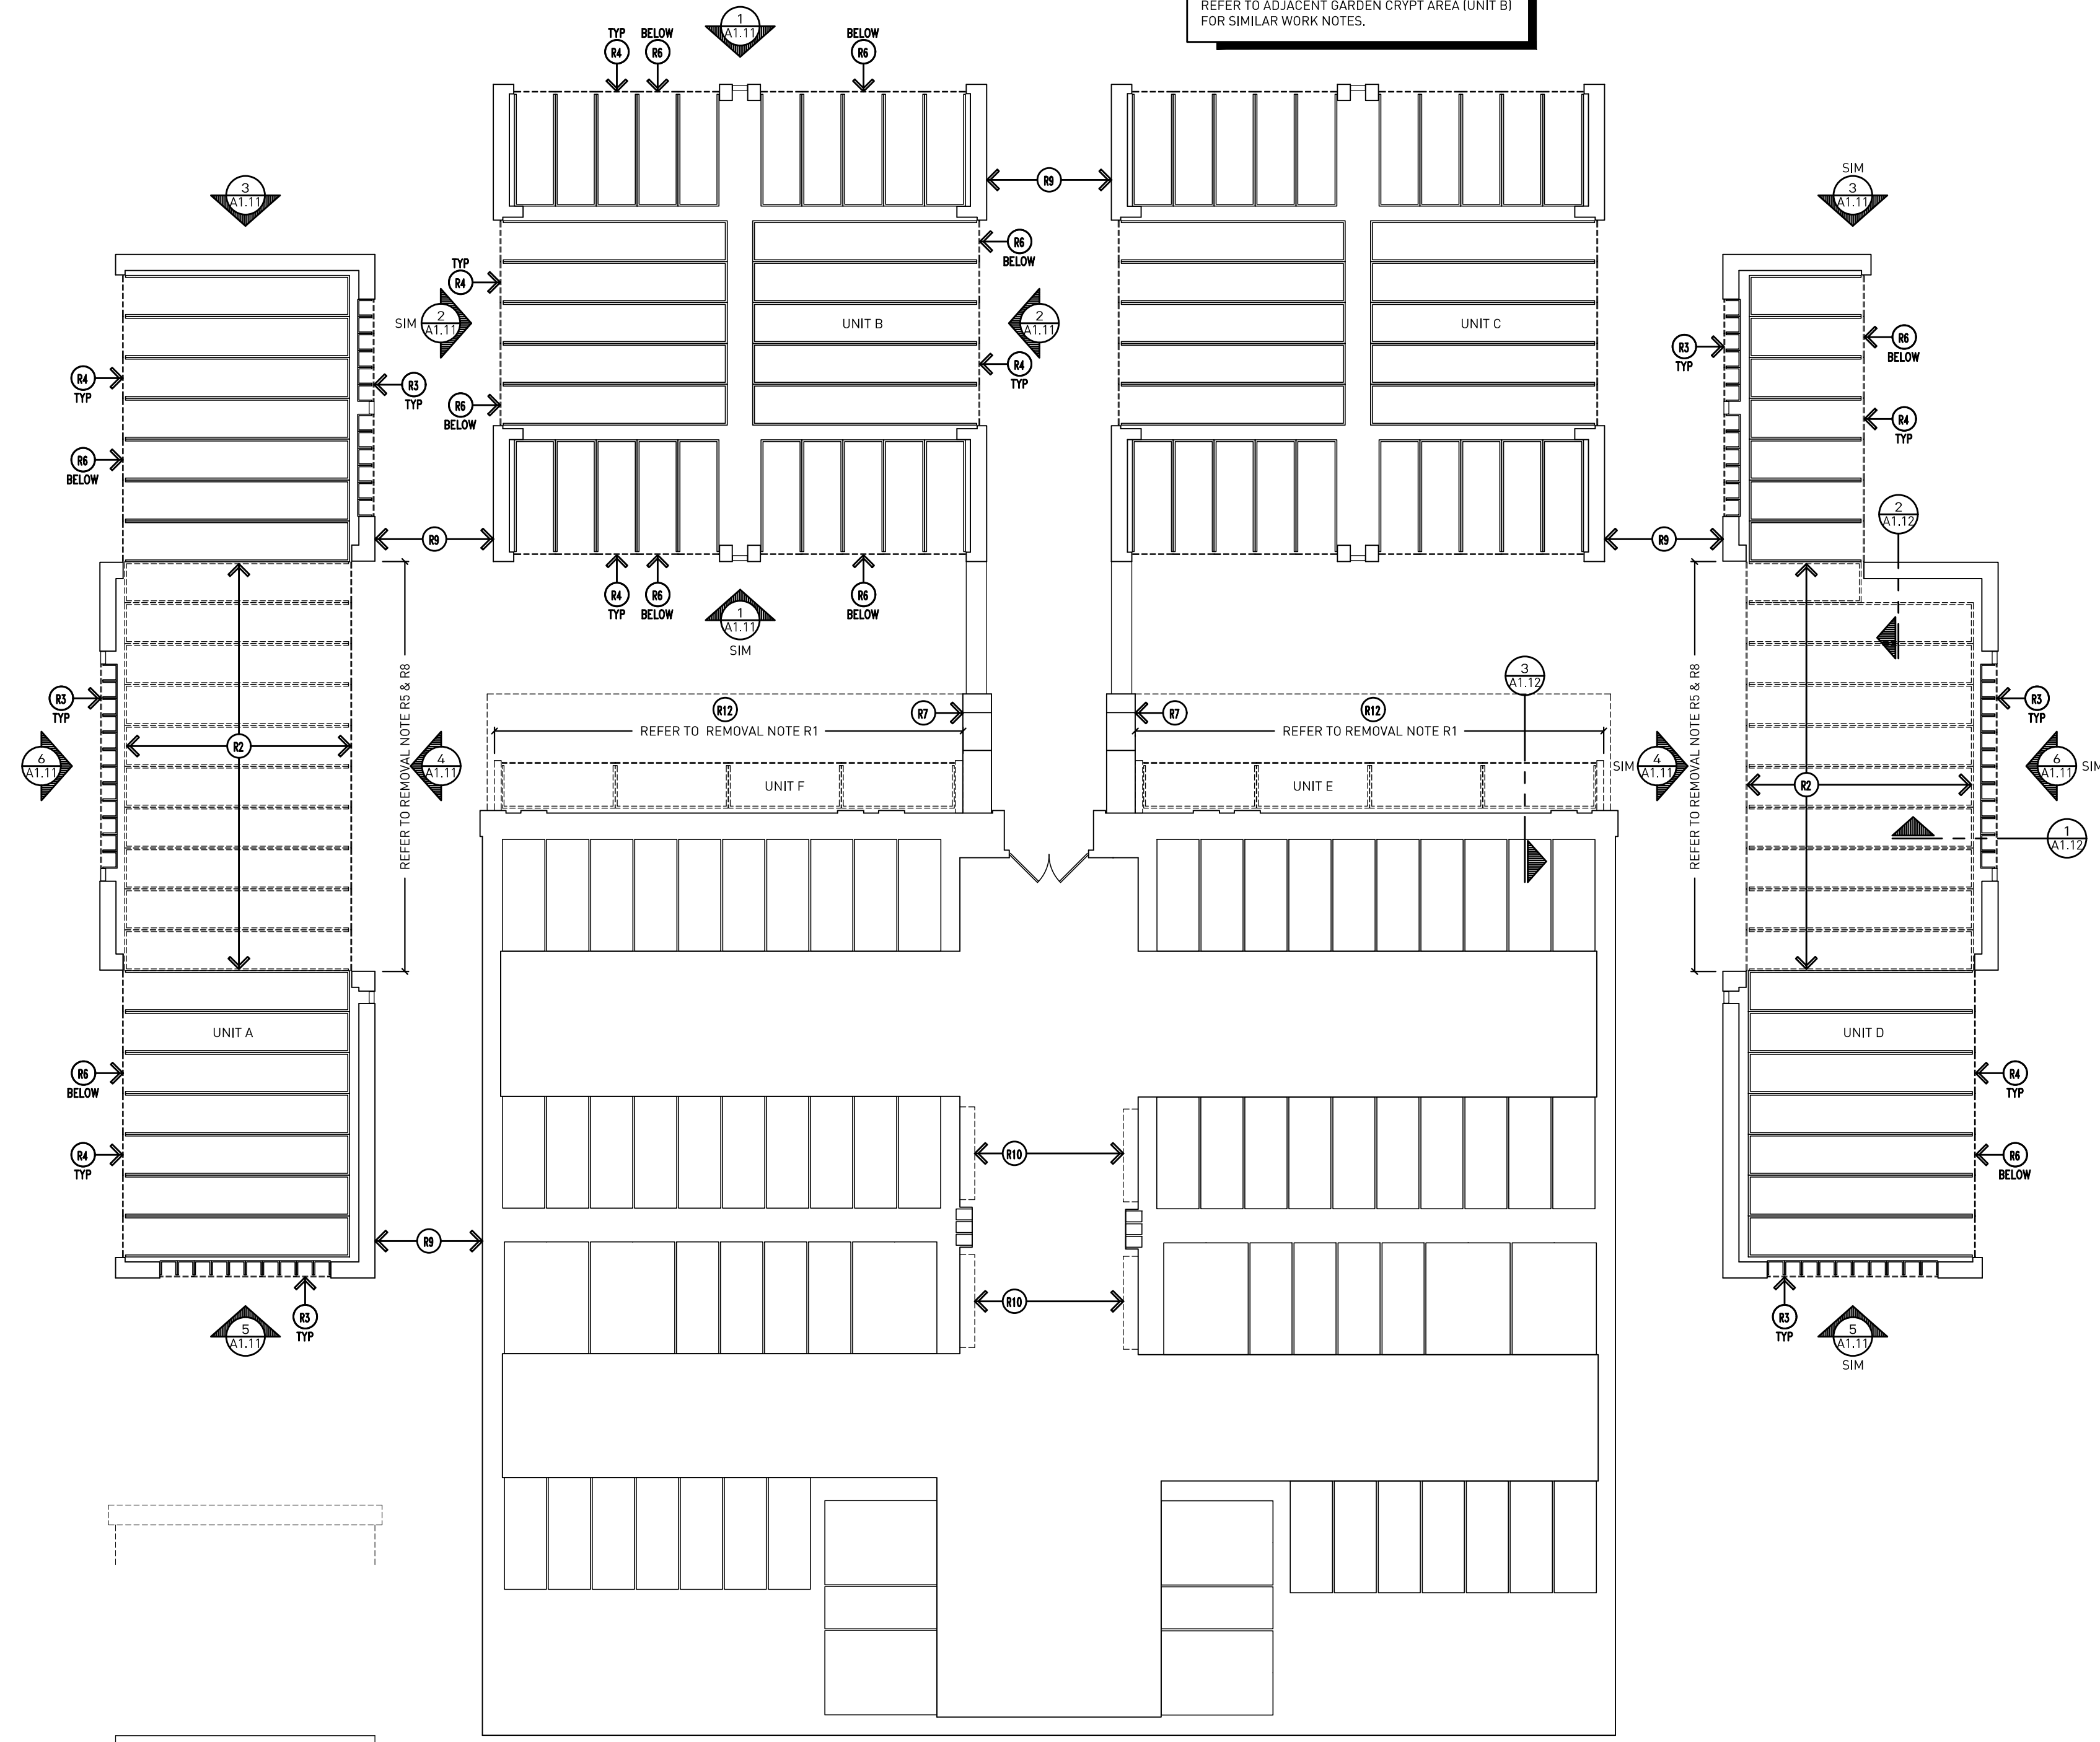 REFER TO ADJACENT GARDEN CRYPT AREA (UNIT B)
FOR SIMILAR WORK NOTES.
1
A1.11
TYP
R4
BELOW
R6
BELOW
R6
3
A1.11
R9
SIM
3
A1.11
R6
BELOW
TYP
R4
SIM
2
A1.11
UNIT B
2
A1.11
UNIT C
R3
TYP
R6
BELOW
R4
TYP
R4
TYP
R3
TYP
R6
BELOW
R4
TYP
R6
BELOW
R4
TYP
R6
BELOW
2
A1.12
R9
R9
R4
TYP
R6
BELOW
R6
BELOW
1
A1.11
SIM
3
A1.12
REFER TO REMOVAL NOTE R5 & R8
REFER TO REMOVAL NOTE R5 & R8
R3
TYP
R12
REFER TO REMOVAL NOTE R1
R7
R7
R12
REFER TO REMOVAL NOTE R1
R3
TYP
6
A1.11
R2
4
A1.11
UNIT F
UNIT E
SIM
4
A1.11
R2
6
A1.11
SIM
1
A1.12
UNIT A
UNIT D
R6
BELOW
R4
TYP
R4
TYP
R10
R6
BELOW
R9
R10
R3
TYP
5
A1.11
R3
TYP
5
A1.11
SIM